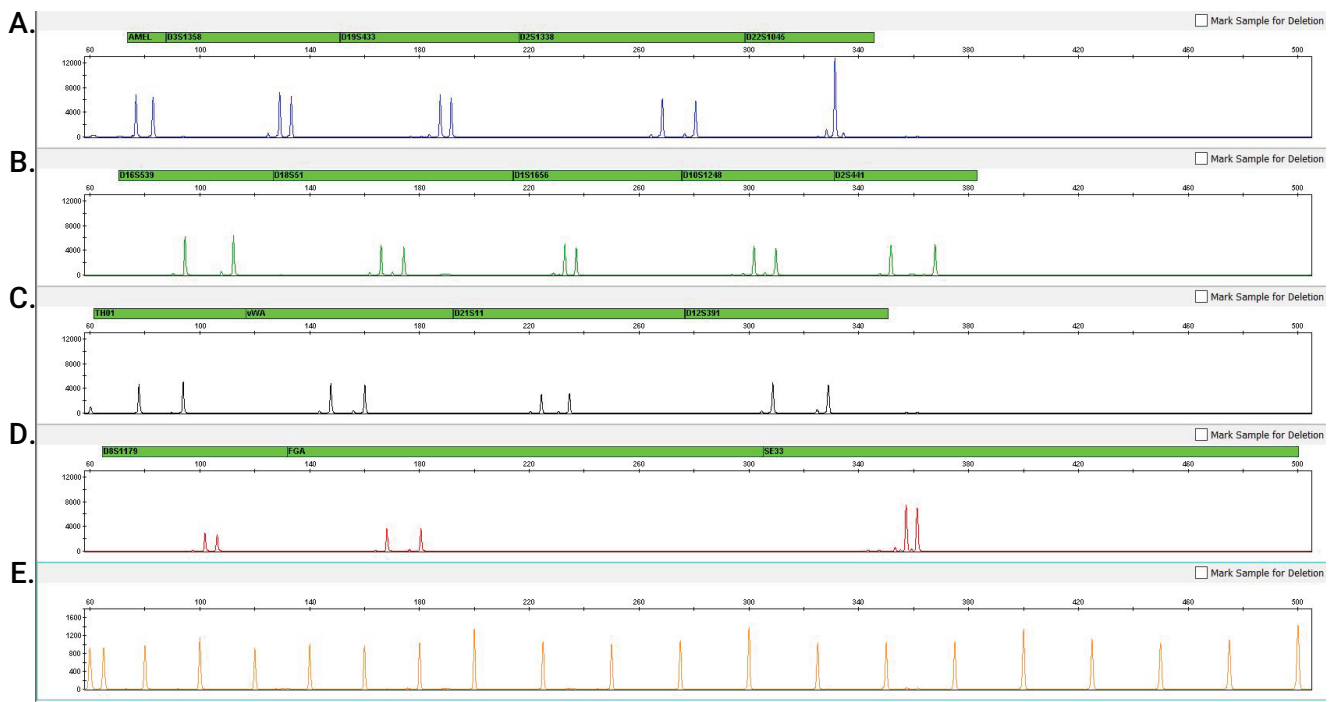 A.
Mark Sample for Deletion
AMEL D3S1358 D19S433 D2S1338 D22S1045
60 100 140 180 220 260 300 340 380 420 460 500
12000
8000
4000
0
B.
Mark Sample for Deletion
D16S539 D18S51 D1S1656 D10S1248 D2S441
60 100 140 180 220 260 300 340 380 420 460 500
12000
8000
4000
0
C.
Mark Sample for Deletion
TH01 vWA D21S11 D12S391
60 100 140 180 220 260 300 340 380 420 460 500
12000
8000
4000
0
D.
Mark Sample for Deletion
D8S1179 FGA SE33
60 100 140 180 220 260 300 340 380 420 460 500
12000
8000
4000
0
E.
Mark Sample for Deletion
60 100 140 180 220 260 300 340 380 420 460 500
1600
1200
800
400
0